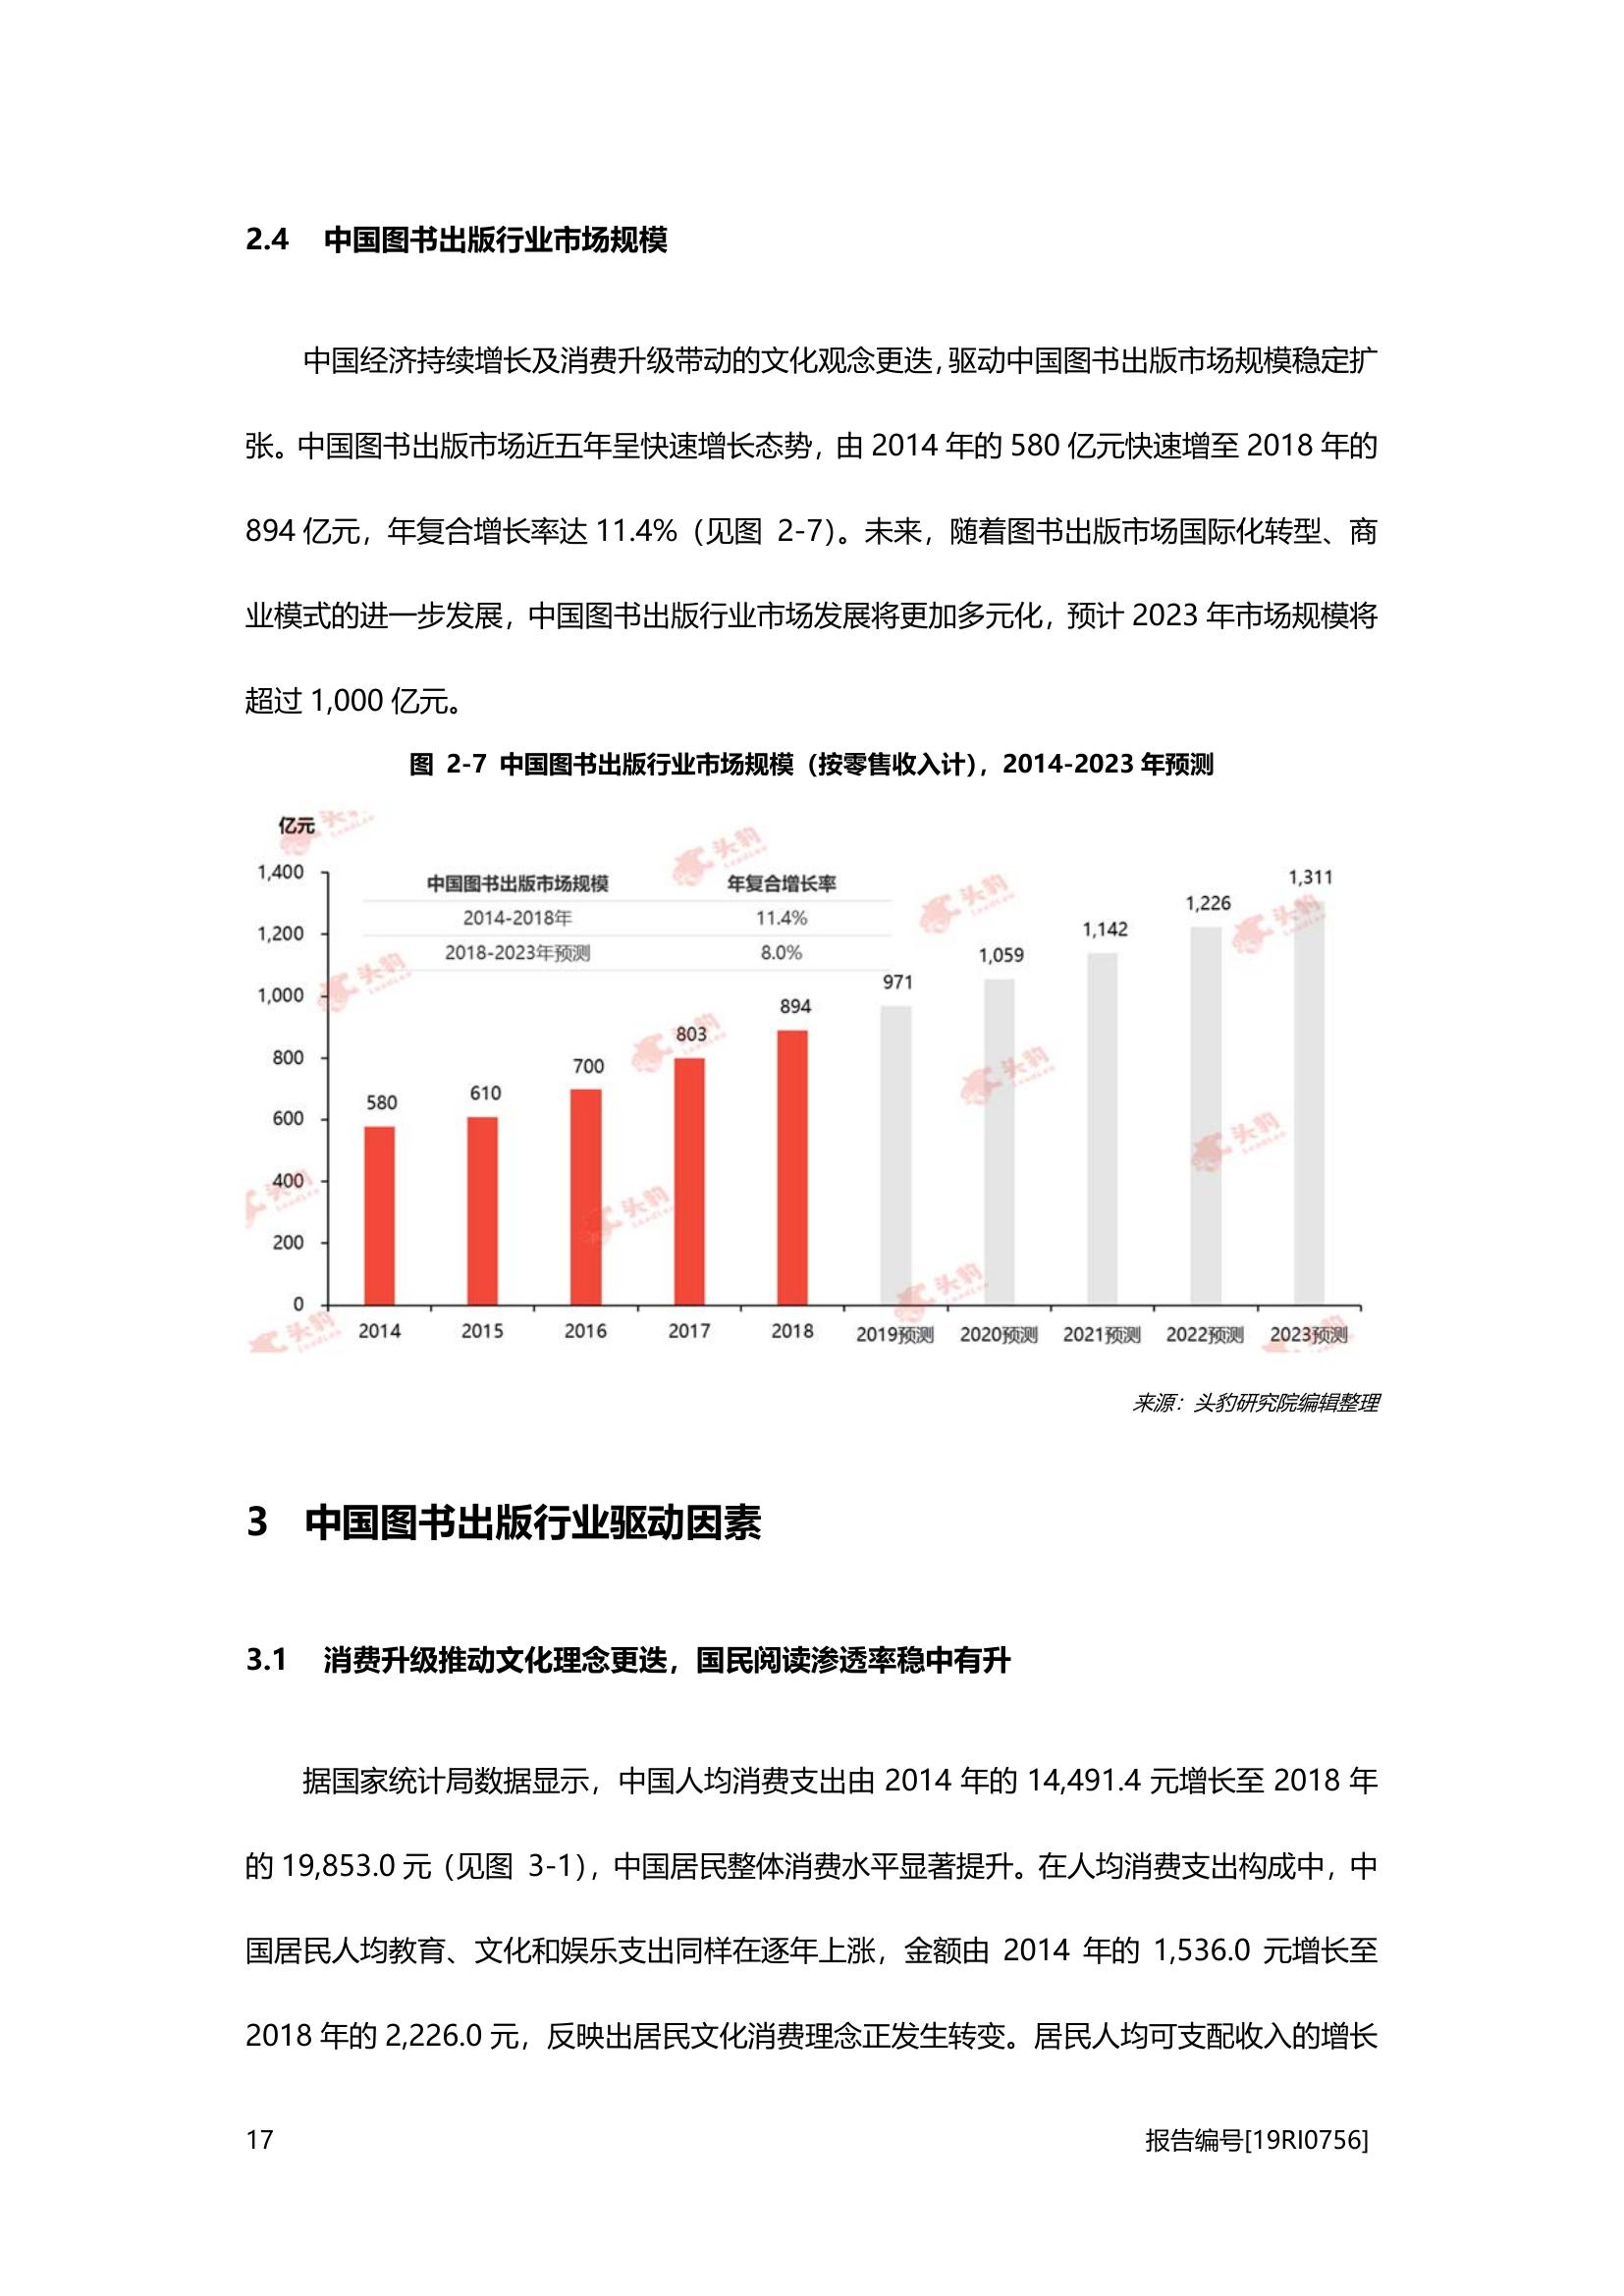 2.4 中国图书出版行业市场规模
中国经济持续增长及消费升级带动的文化观念更迭，驱动中国图书出版市场规模稳定扩
张。中国图书出版市场近五年呈快速增长态势，由 2014 年的 580 亿元快速增至 2018 年的
894 亿元，年复合增长率达 11.4%（见图 2-7）。未来，随着图书出版市场国际化转型、商
业模式的进一步发展，中国图书出版行业市场发展将更加多元化，预计 2023 年市场规模将
超过 1,000 亿元。
图 2-7 中国图书出版行业市场规模（按零售收入计），2014-2023 年预测
亿元
中国图书出版市场规模 年复合增长率
2014-2018年 11.4%
2018-2023年预测 8.0%
1,400
1,200
1,000
800
600
400
200
0
580 610 700 803 894 971 1,059 1,142 1,226 1,311
2014 2015 2016 2017 2018 2019预测 2020预测 2021预测 2022预测 2023预测
头豹
LeadLeo
来源：头豹研究院编辑整理
3 中国图书出版行业驱动因素
3.1 消费升级推动文化理念更迭，国民阅读渗透率稳中有升
据国家统计局数据显示，中国人均消费支出由 2014 年的 14,491.4 元增长至 2018 年
的 19,853.0 元（见图 3-1），中国居民整体消费水平显著提升。在人均消费支出构成中，中
国居民人均教育、文化和娱乐支出同样在逐年上涨，金额由 2014 年的 1,536.0 元增长至
2018 年的 2,226.0 元，反映出居民文化消费理念正发生转变。居民人均可支配收入的增长
17 报告编号[19RI0756]